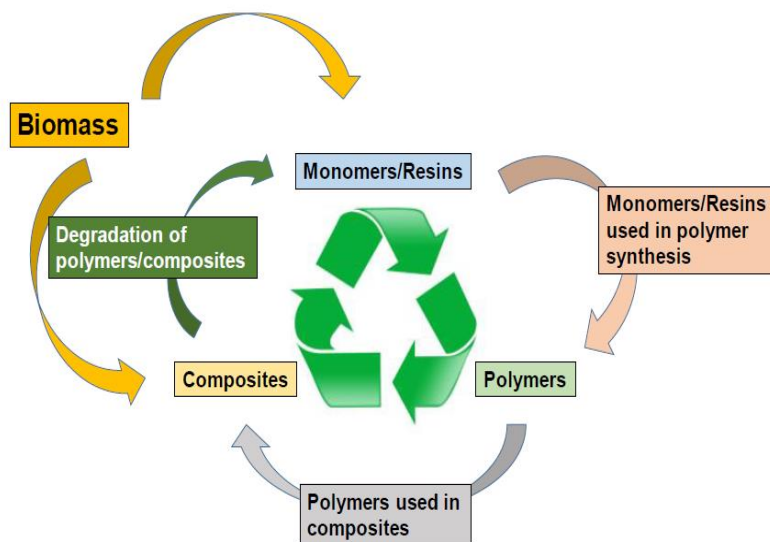 Biomass
Monomers/Resins
Monomers/Resins
used in polymer
synthesis
Degradation of
polymers/composites
Composites
Polymers
Polymers used in
composites